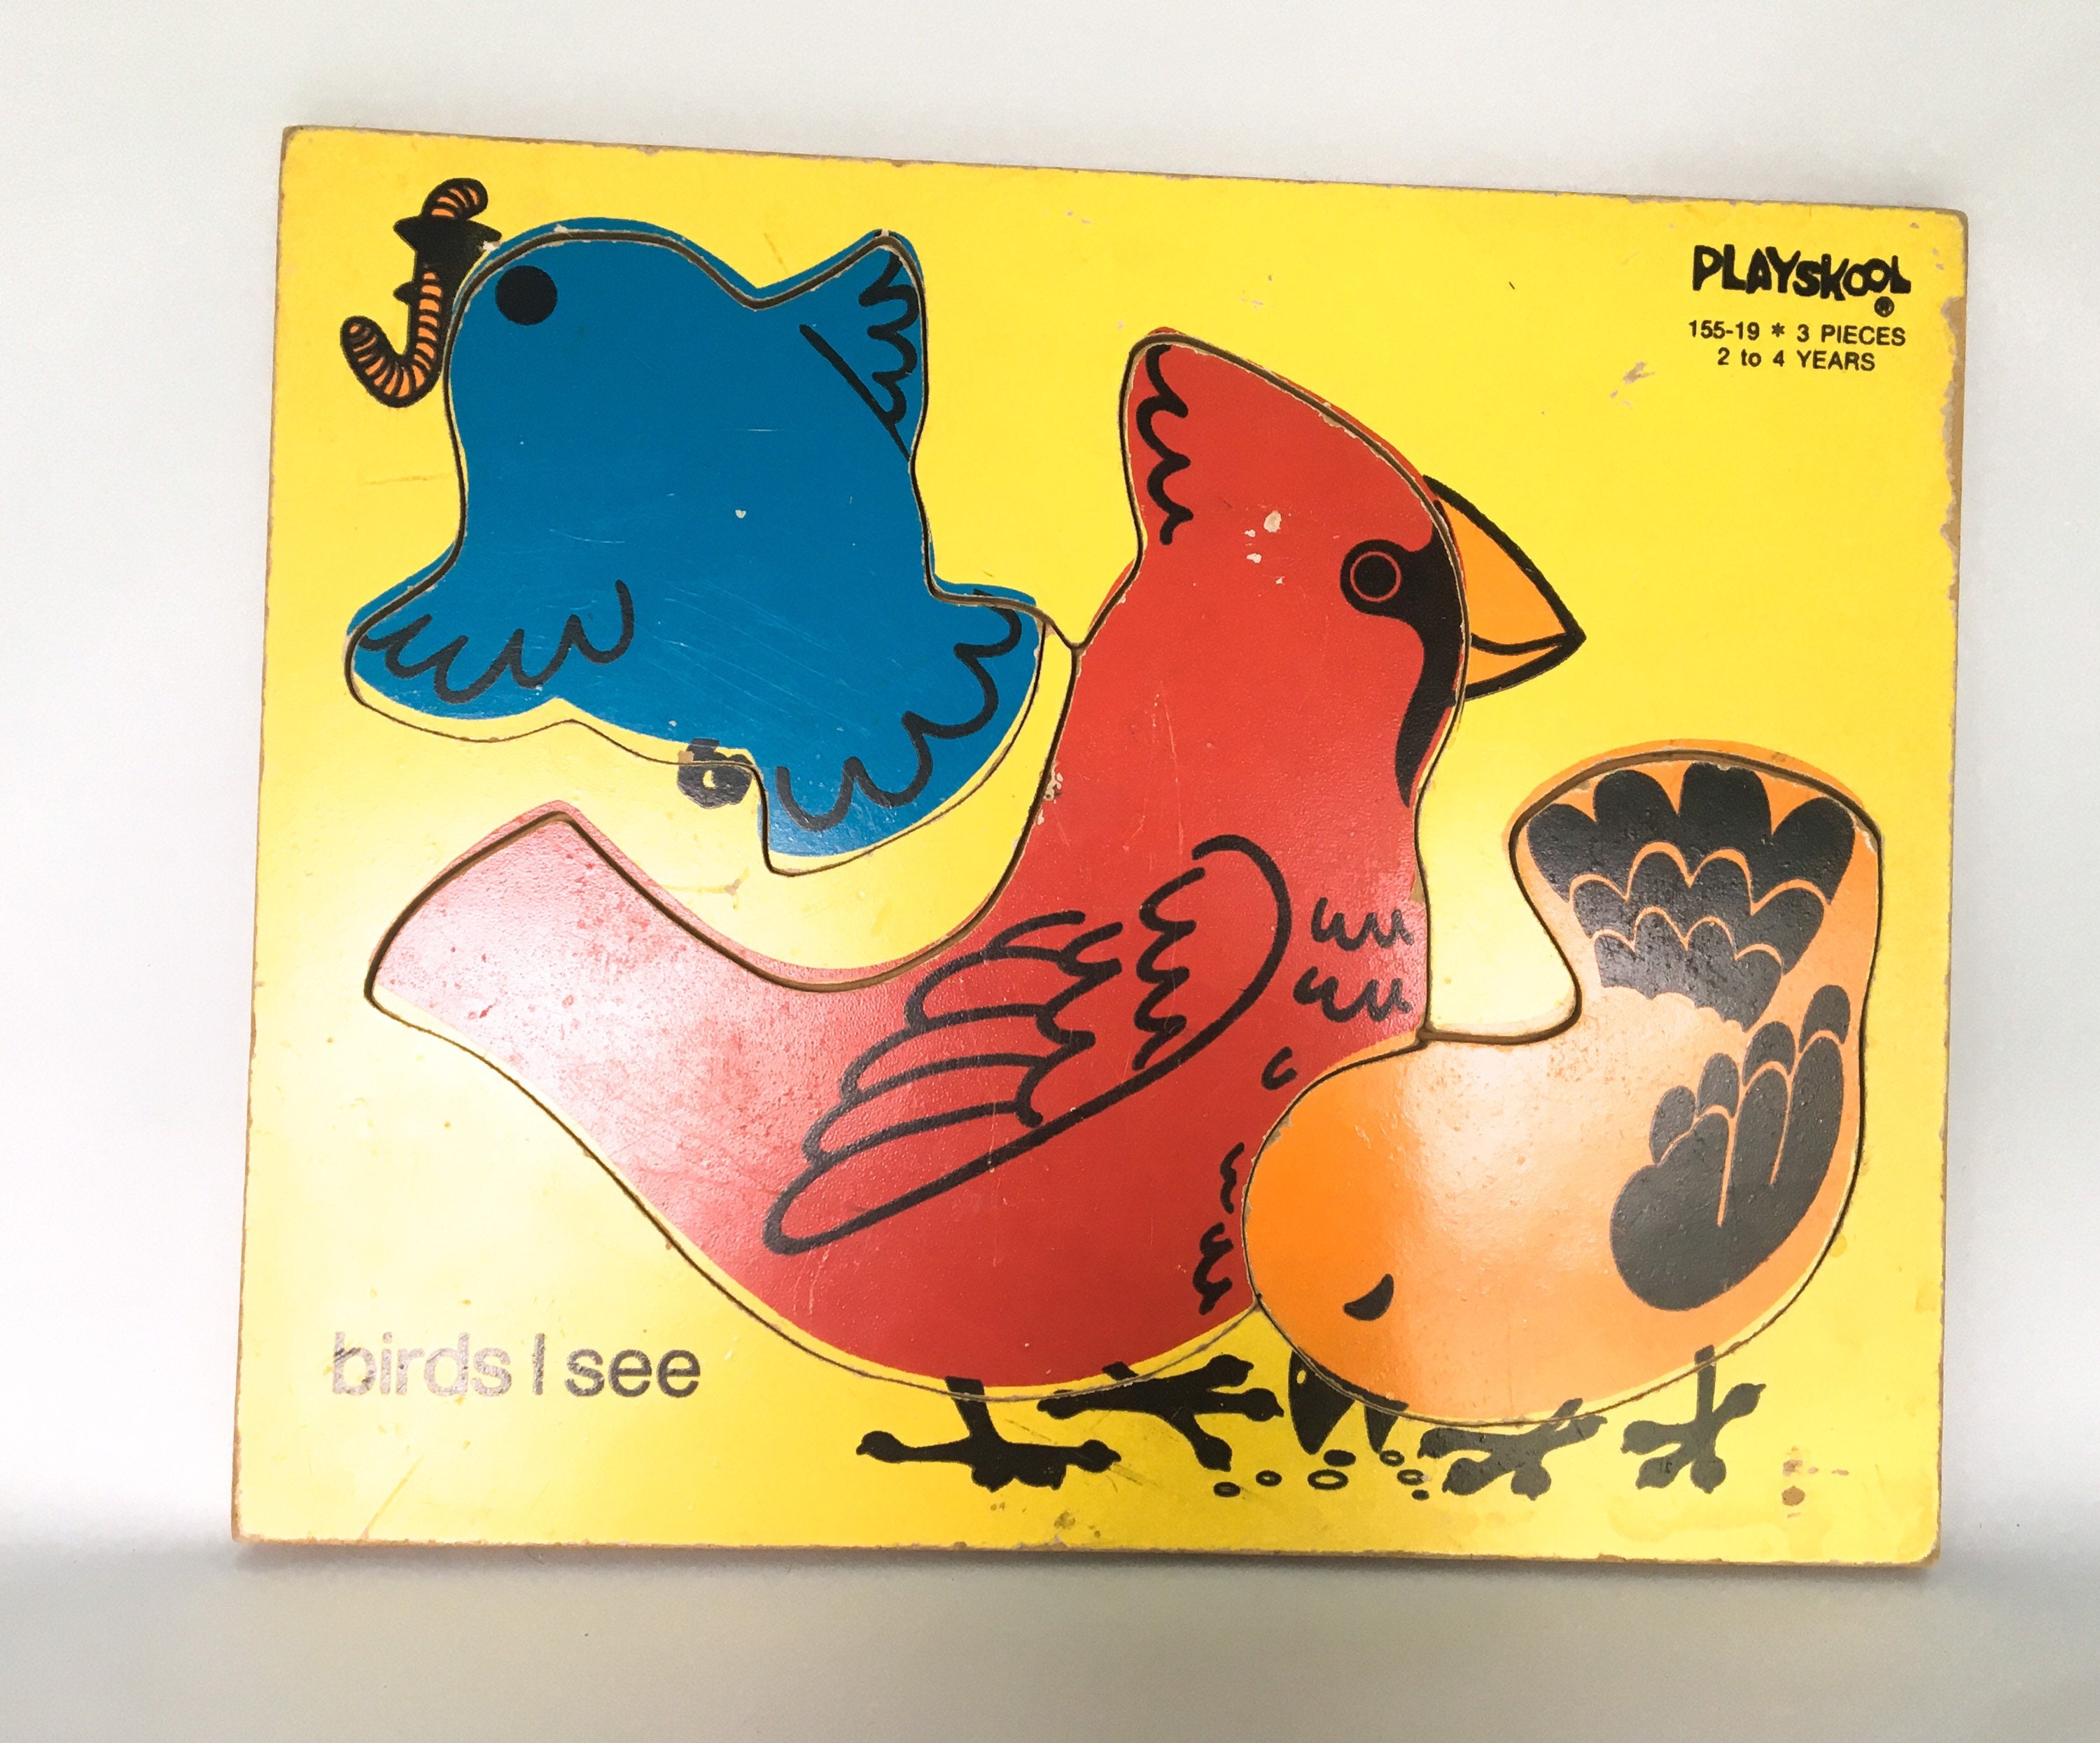 PLAYSKOOL®
155-19 * 3 PIECES
2 to 4 YEARS
birds I see